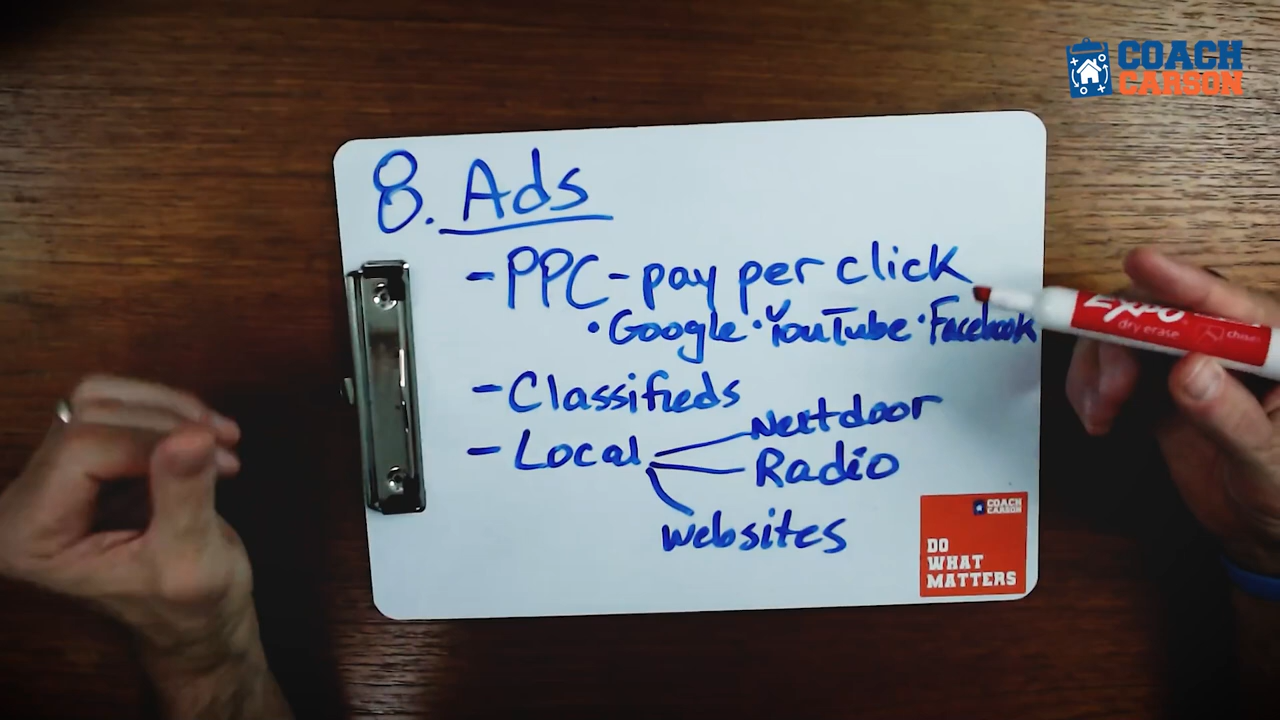 COACH
CARSON
8. Ads
- PPC - pay per click
• Google • YouTube • Facebook
- Classifieds
- Local
Nextdoor
Radio
websites
EXPO
dry erase
COACH
CARSON
DO
WHAT
MATTERS